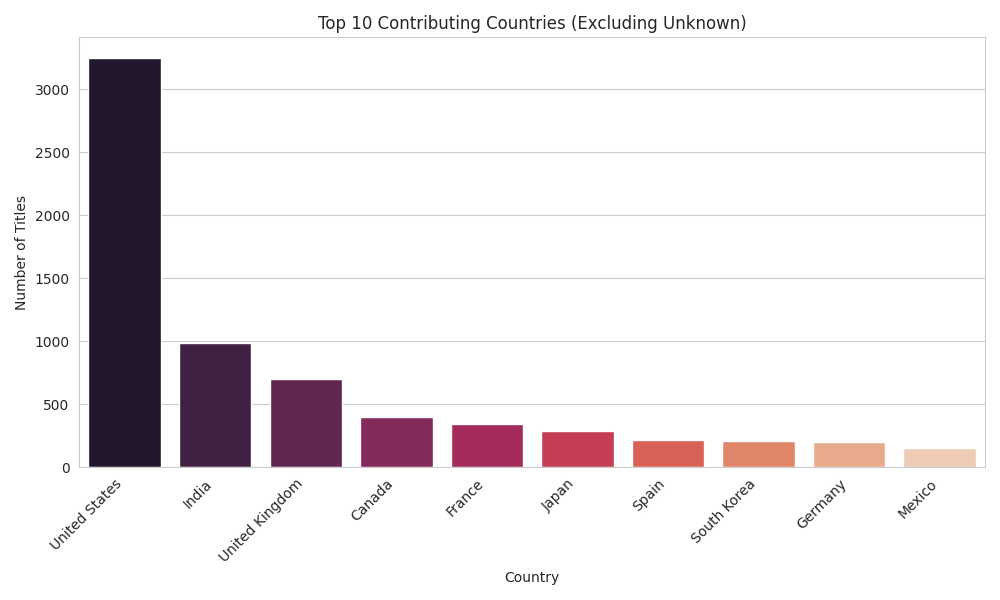 Top 10 Contributing Countries (Excluding Unknown)
Number of Titles
3000
2500
2000
1500
1000
500
0
United States
India
United Kingdom
Canada
France
Japan
Spain
South Korea
Germany
Mexico
Country